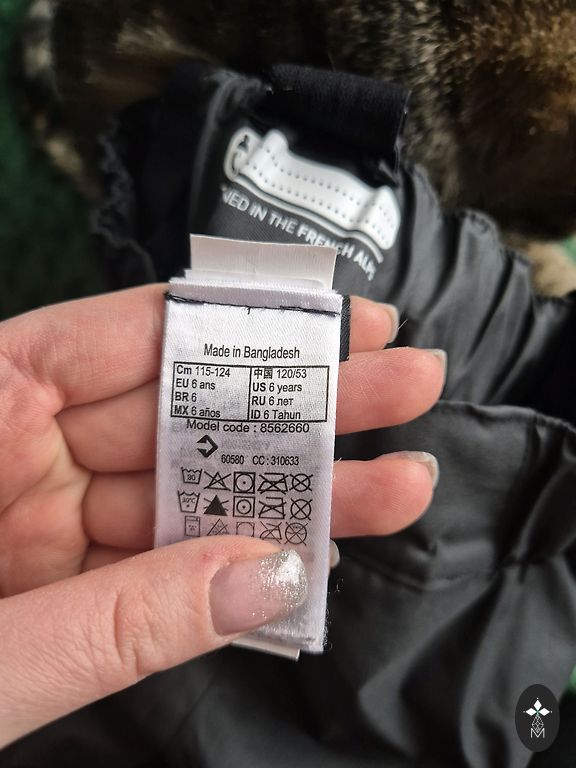 NED IN THE FRENCH ALP
Made in Bangladesh
Cm 115-124 中国 120/53
EU 6 ans US 6 years
BR 6 RU 6 лет
MX 6 años ID 6 Tahun
Model code : 8562660
60580 CC : 310633
30
30°C
M